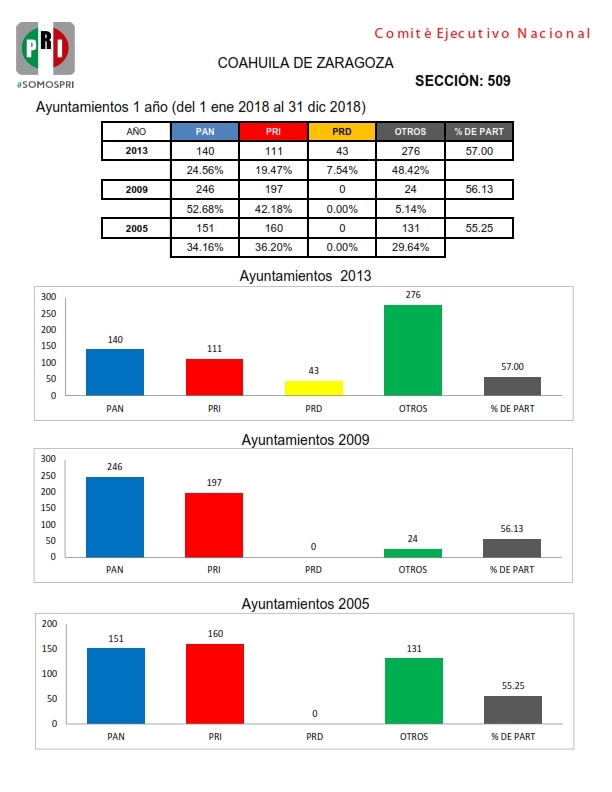 Comité Ejecutivo Nacional
PRI
#SOMOSPRI
COAHUILA DE ZARAGOZA
SECCIÓN: 509
Ayuntamientos 1 año (del 1 ene 2018 al 31 dic 2018)
AÑO PAN PRI PRD OTROS % DE PART
2013 140 111 43 276 57.00
24.56% 19.47% 7.54% 48.42%
2009 246 197 0 24 56.13
52.68% 42.18% 0.00% 5.14%
2005 151 160 0 131 55.25
34.16% 36.20% 0.00% 29.64%
Ayuntamientos 2013
300
250
200
150
100
50
0
140 111 43 276 57.00
PAN PRI PRD OTROS % DE PART
Ayuntamientos 2009
300
250
200
150
100
50
0
246 197 0 24 56.13
PAN PRI PRD OTROS % DE PART
Ayuntamientos 2005
200
150
100
50
0
151 160 0 131 55.25
PAN PRI PRD OTROS % DE PART